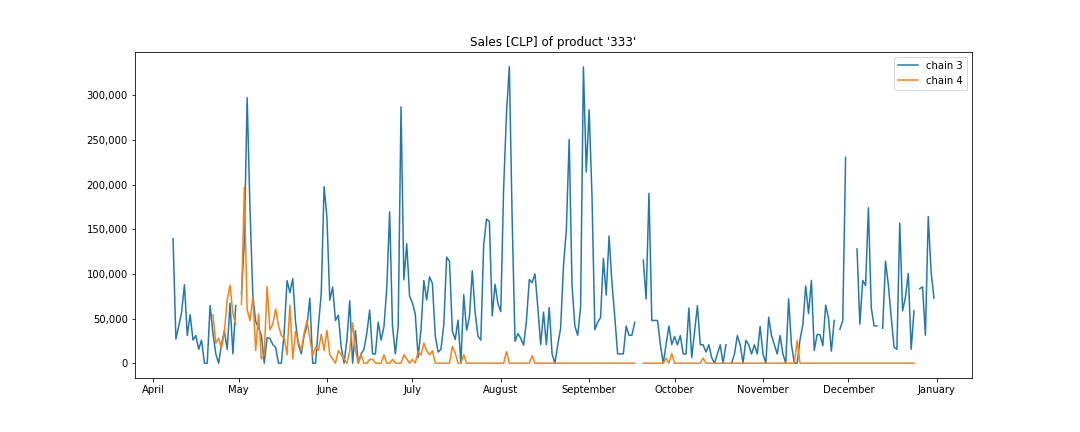 Sales [CLP] of product '333'
chain 3
chain 4
300,000
250,000
200,000
150,000
100,000
50,000
0
April May June July August September October November December January